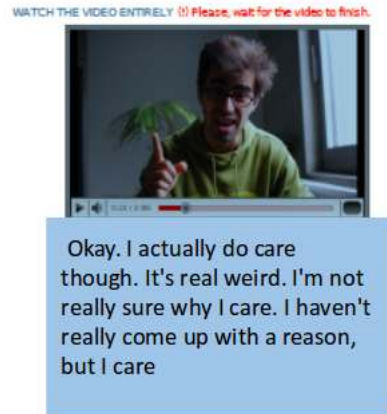 WATCH THE VIDEO ENTIRELY (!) Please, wait for the video to finish.
Okay. I actually do care
though. It's real weird. I'm not
really sure why I care. I haven't
really come up with a reason,
but I care